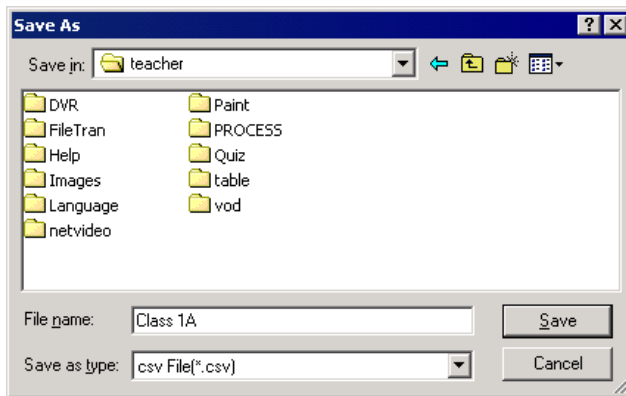 Save As
Save in: teacher
DVR
FileTran
Help
Images
Language
netvideo
Paint
PROCESS
Quiz
table
vod
File name: Class 1A Save
Save as type: csv File(*.csv) Cancel